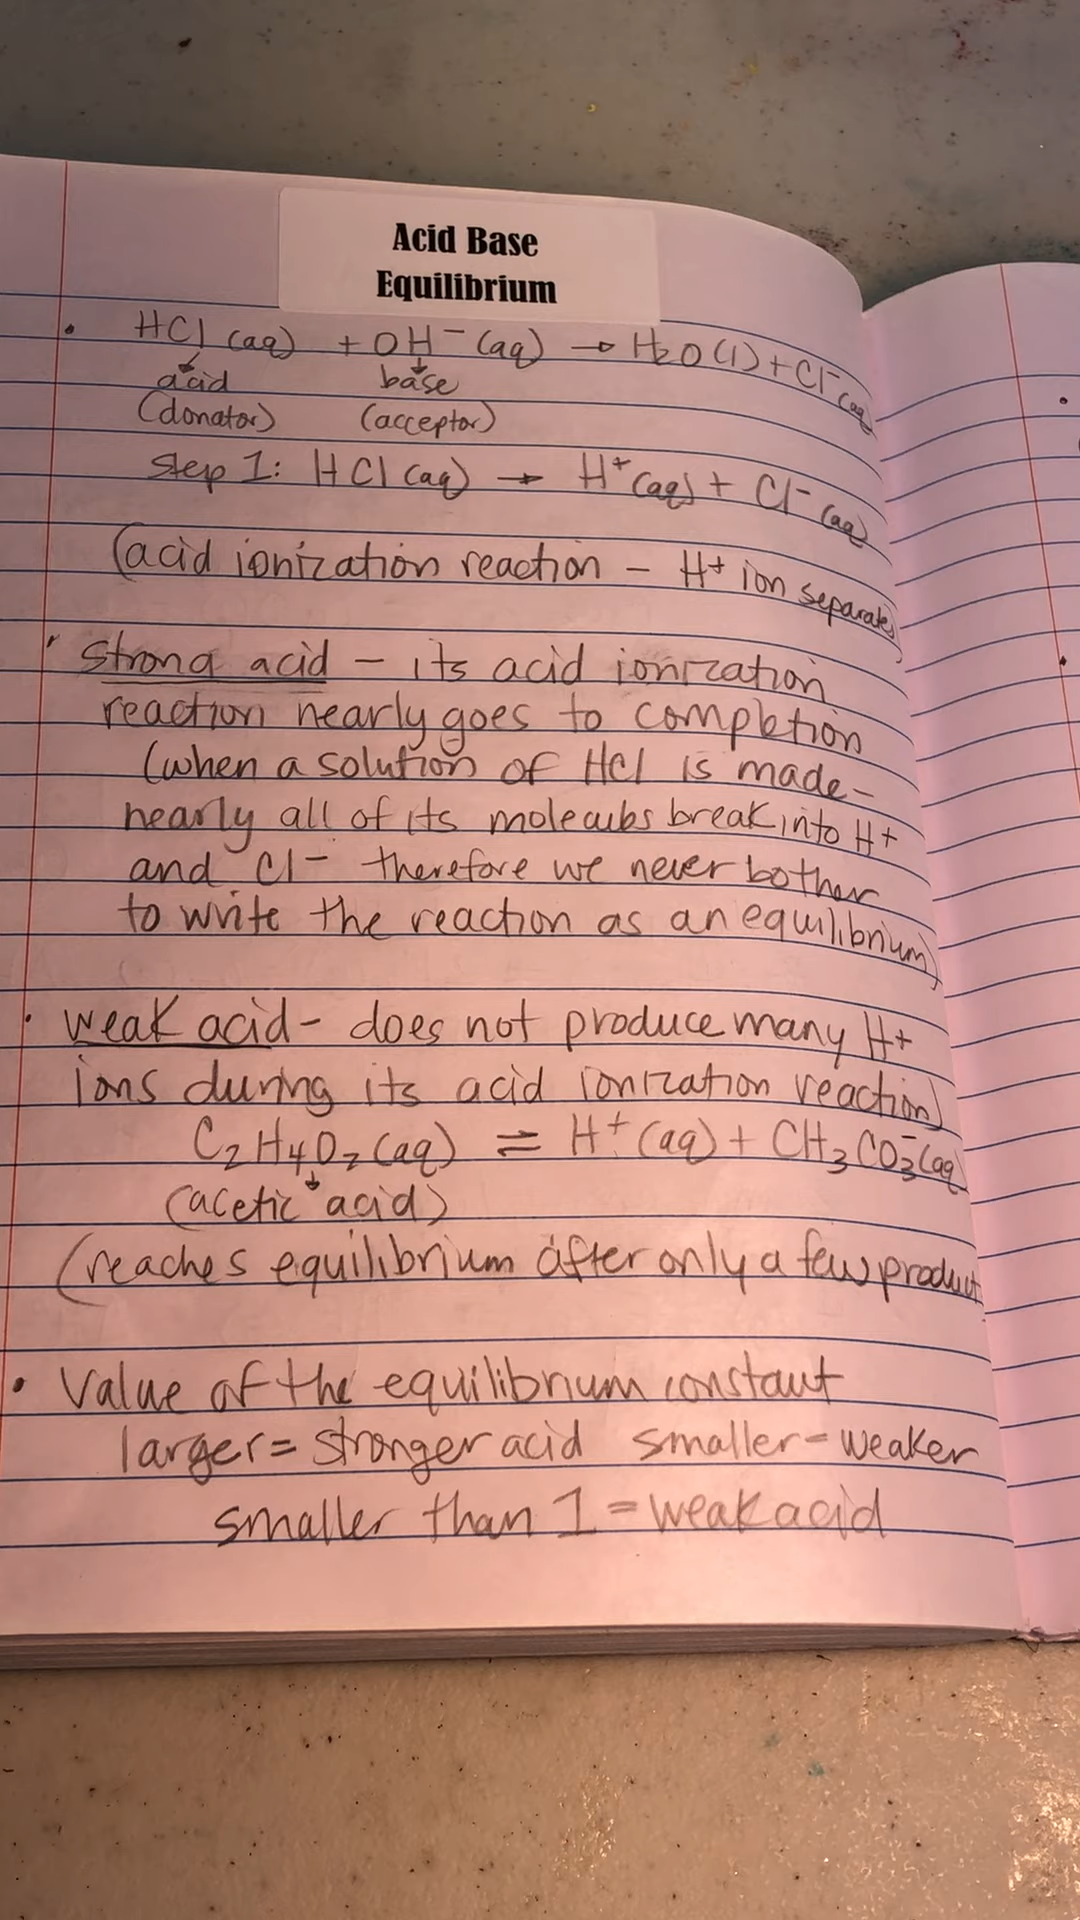 Acid Base
Equilibrium
• HCl (aq) + OH⁻ (aq) → H₂O (l) + Cl⁻ (aq)
acid base
(donator) (acceptor)
Step 1: HCl (aq) → H⁺ (aq) + Cl⁻ (aq)
(acid ionization reaction - H⁺ ion separates)
• strong acid - its acid ionization
reaction nearly goes to completion
(when a solution of HCl is made -
nearly all of its molecules break into H+
and Cl- therefore we never bother
to write the reaction as an equilibrium)
• weak acid - does not produce many H+
ions during its acid ionization reaction)
C₂H₄O₂ (aq) ⇌ H⁺ (aq) + CH₃CO₃⁻ (aq)
(acetic acid)
(reaches equilibrium after only a few product
• Value of the equilibrium constant
larger = stronger acid smaller = weaker
smaller than 1 = weak acid